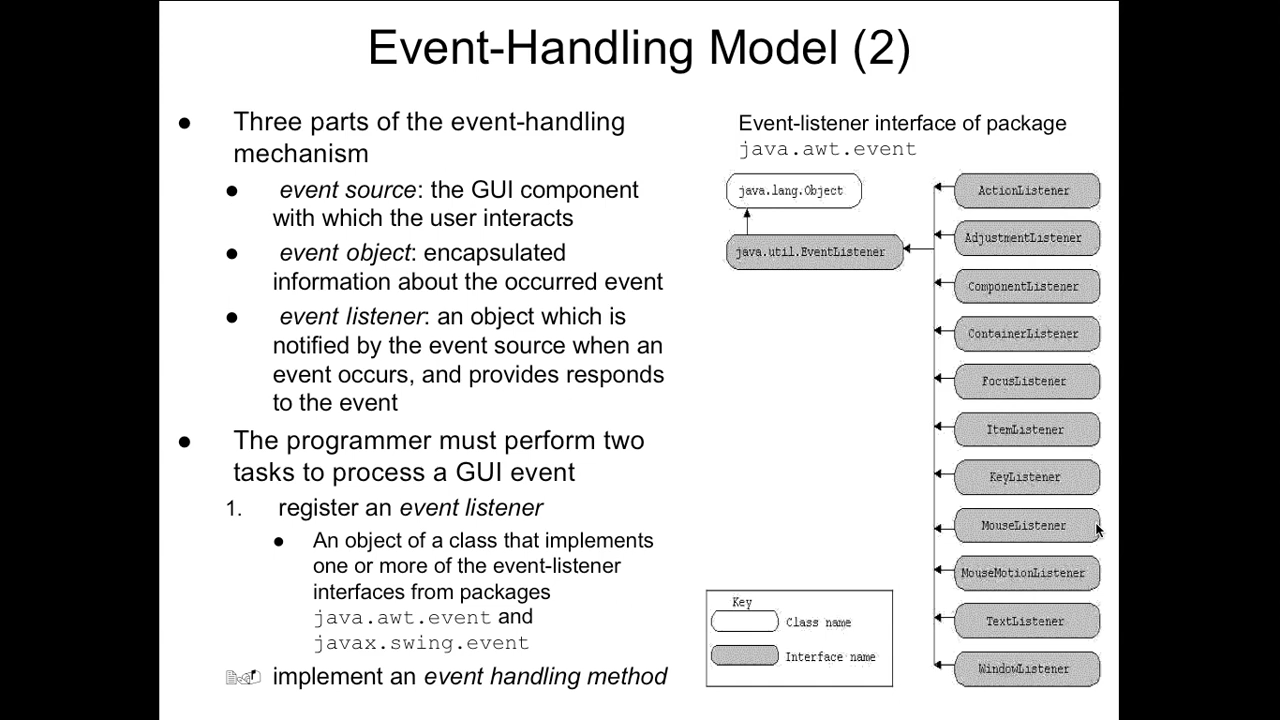 Event-Handling Model (2)
Three parts of the event-handling
mechanism
event source: the GUI component
with which the user interacts
event object: encapsulated
information about the occurred event
event listener: an object which is
notified by the event source when an
event occurs, and provides responds
to the event
The programmer must perform two
tasks to process a GUI event
1. register an event listener
An object of a class that implements
one or more of the event-listener
interfaces from packages
java.awt.event and
javax.swing.event
implement an event handling method
Event-listener interface of package
java.awt.event
java.lang.Object
java.util.EventListener
ActionListener
AdjustmentListener
ComponentListener
ContainerListener
FocusListener
ItemListener
KeyListener
MouseListener
MouseMotionListener
TextListener
WindowListener
Key
Class name
Interface name